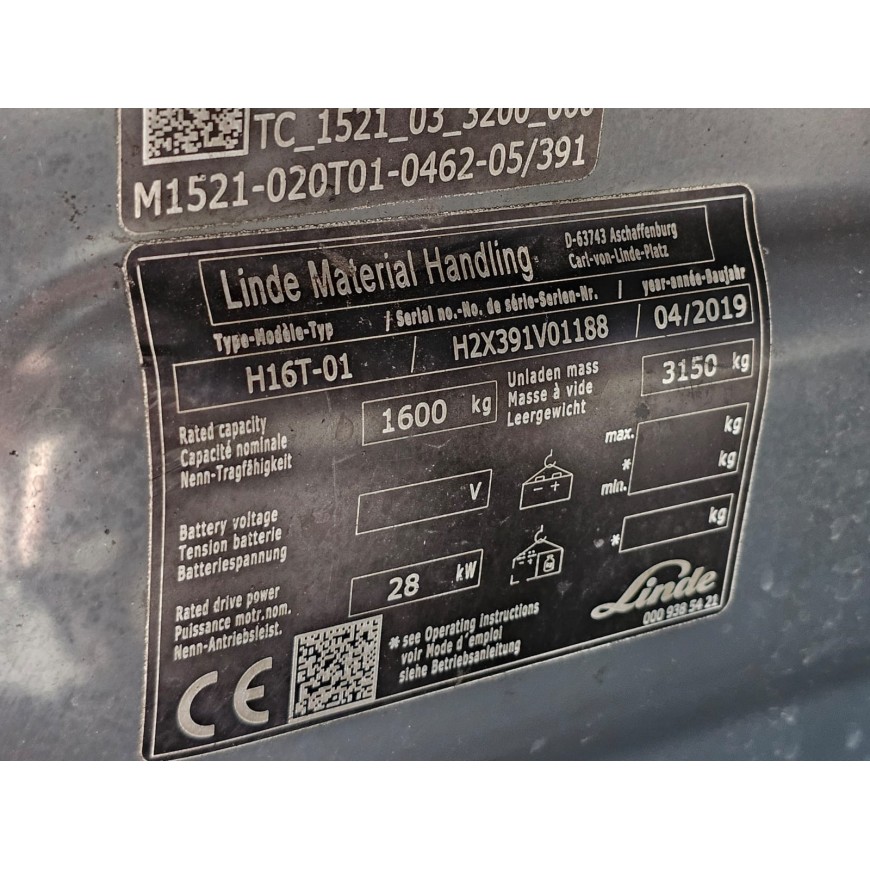 TC_1521_03_3200_000
M1521-020T01-0462-05/391
Linde Material Handling
D-63743 Aschaffenburg
Carl-von-Linde-Platz
Type-Modèle-Typ / Serial no.-No. de série-Serien-Nr. / year-année-Baujahr
H16T-01 / H2X391V01188 / 04/2019
Rated capacity
Capacité nominale
Nenn-Tragfähigkeit
1600 kg
Unladen mass
Masse à vide
Leergewicht
3150 kg
Battery voltage
Tension batterie
Batteriespannung
V
- +
max. kg
*
min. kg
Rated drive power
Puissance motr.nom.
Nenn-Antriebsleist.
28 kW
* kg
* see Operating Instructions
voir Mode d'emploi
siehe Betriebsanleitung
Linde
000 938 54 21
CE